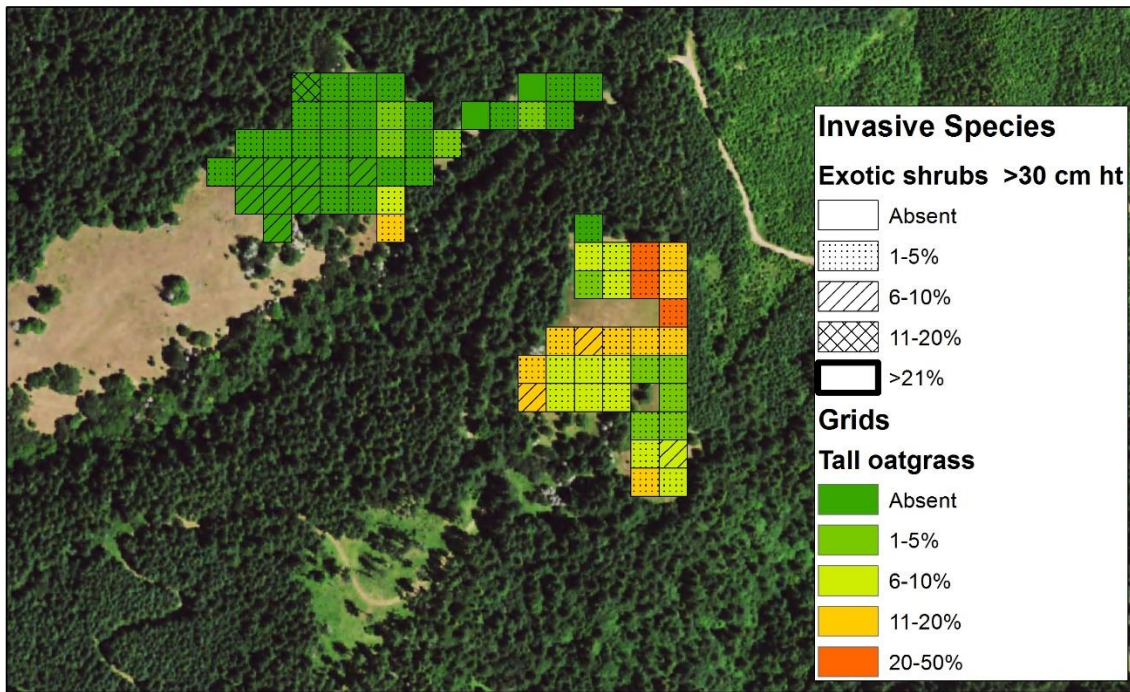 Invasive Species
Exotic shrubs >30 cm ht
Absent
1-5%
6-10%
11-20%
>21%
Grids
Tall oatgrass
Absent
1-5%
6-10%
11-20%
20-50%